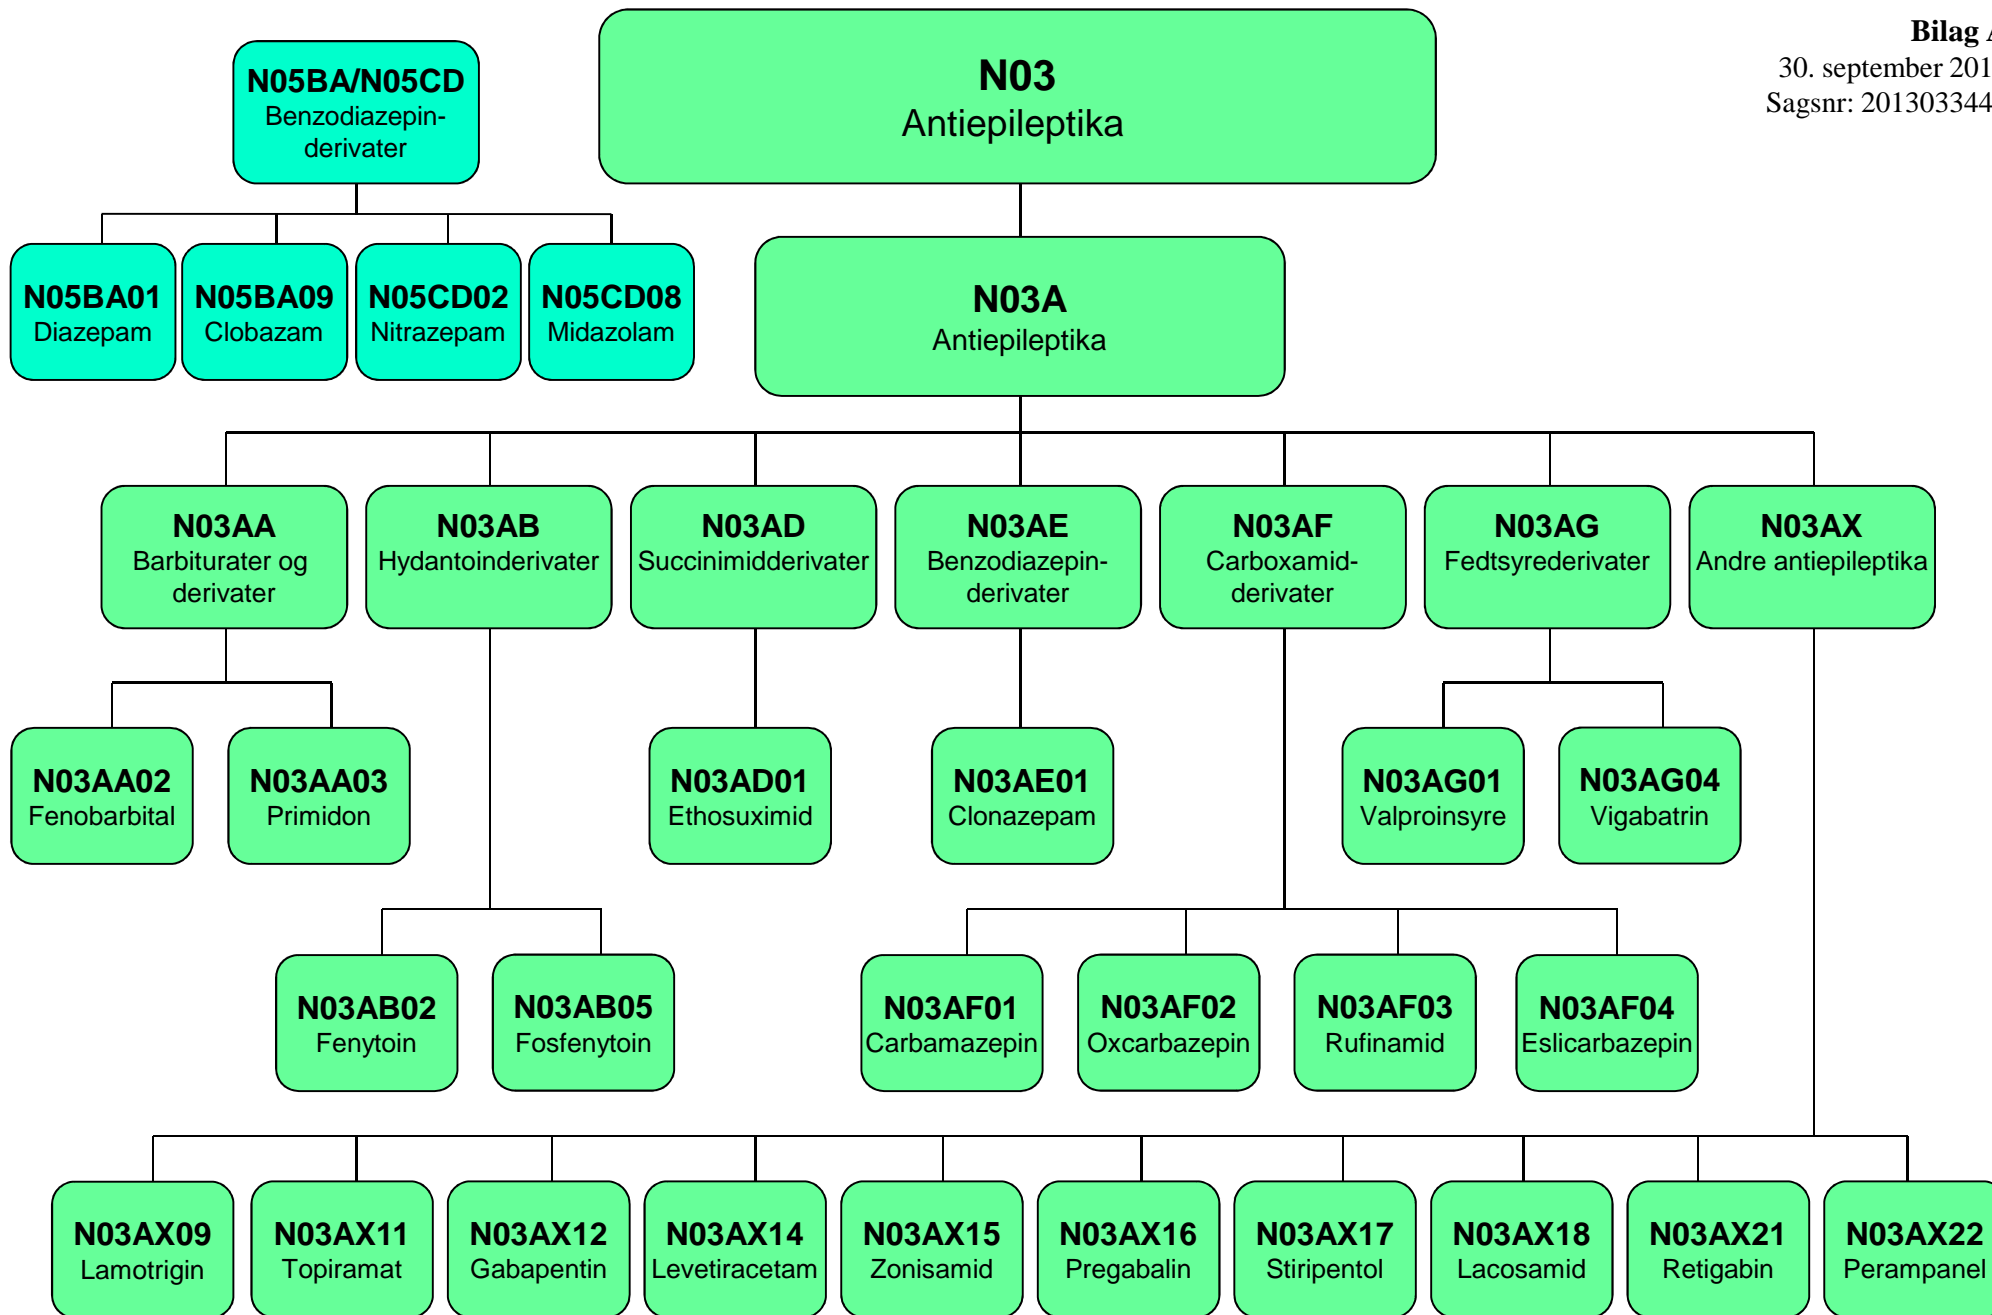 Bilag A
30. september 201
Sagsnr: 201303344
N05BA/N05CD
Benzodiazepin-
derivater
N03
Antiepileptika
N05BA01
Diazepam
N05BA09
Clobazam
N05CD02
Nitrazepam
N05CD08
Midazolam
N03A
Antiepileptika
N03AA
Barbiturater og
derivater
N03AB
Hydantoinderivater
N03AD
Succinimidderivater
N03AE
Benzodiazepin-
derivater
N03AF
Carboxamid-
derivater
N03AG
Fedtsyrederivater
N03AX
Andre antiepileptika
N03AA02
Fenobarbital
N03AA03
Primidon
N03AD01
Ethosuximid
N03AE01
Clonazepam
N03AG01
Valproinsyre
N03AG04
Vigabatrin
N03AB02
Fenytoin
N03AB05
Fosfenytoin
N03AF01
Carbamazepin
N03AF02
Oxcarbazepin
N03AF03
Rufinamid
N03AF04
Eslicarbazepin
N03AX09
Lamotrigin
N03AX11
Topiramat
N03AX12
Gabapentin
N03AX14
Levetiracetam
N03AX15
Zonisamid
N03AX16
Pregabalin
N03AX17
Stiripentol
N03AX18
Lacosamid
N03AX21
Retigabin
N03AX22
Perampanel